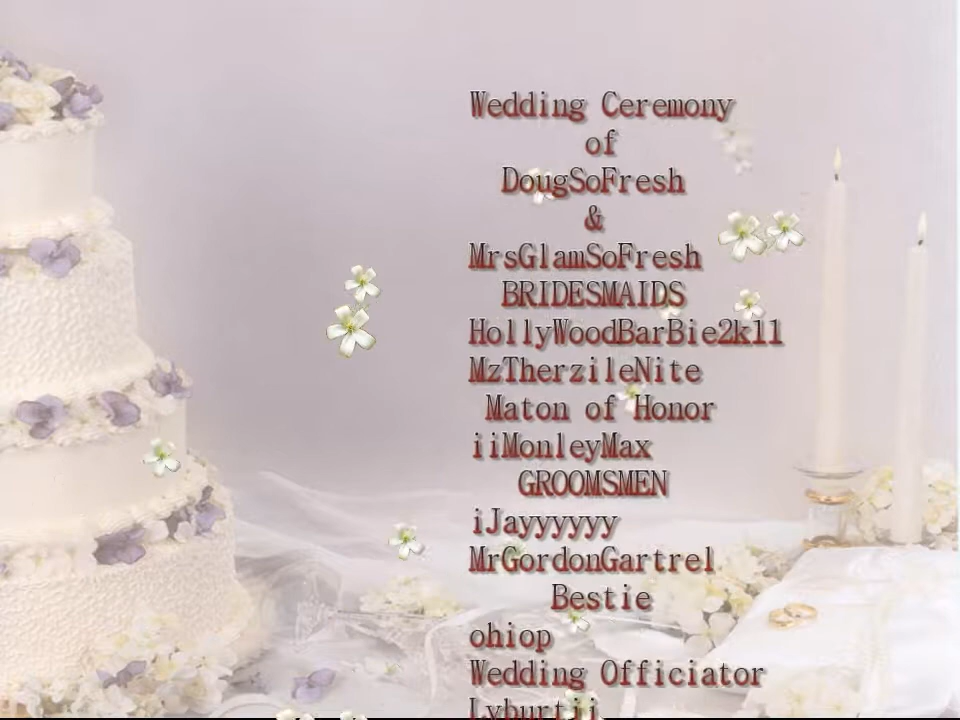 Wedding Ceremony
of
DougSoFresh
&
MrsGlamSoFresh
BRIDESMAIDS
HollyWoodBarBie2k11
MzTherzileNite
Maton of Honor
iiMonleyMax
GROOMSMEN
iJayyyyyy
MrGordonGartrel
Bestie
ohiop
Wedding Officiator